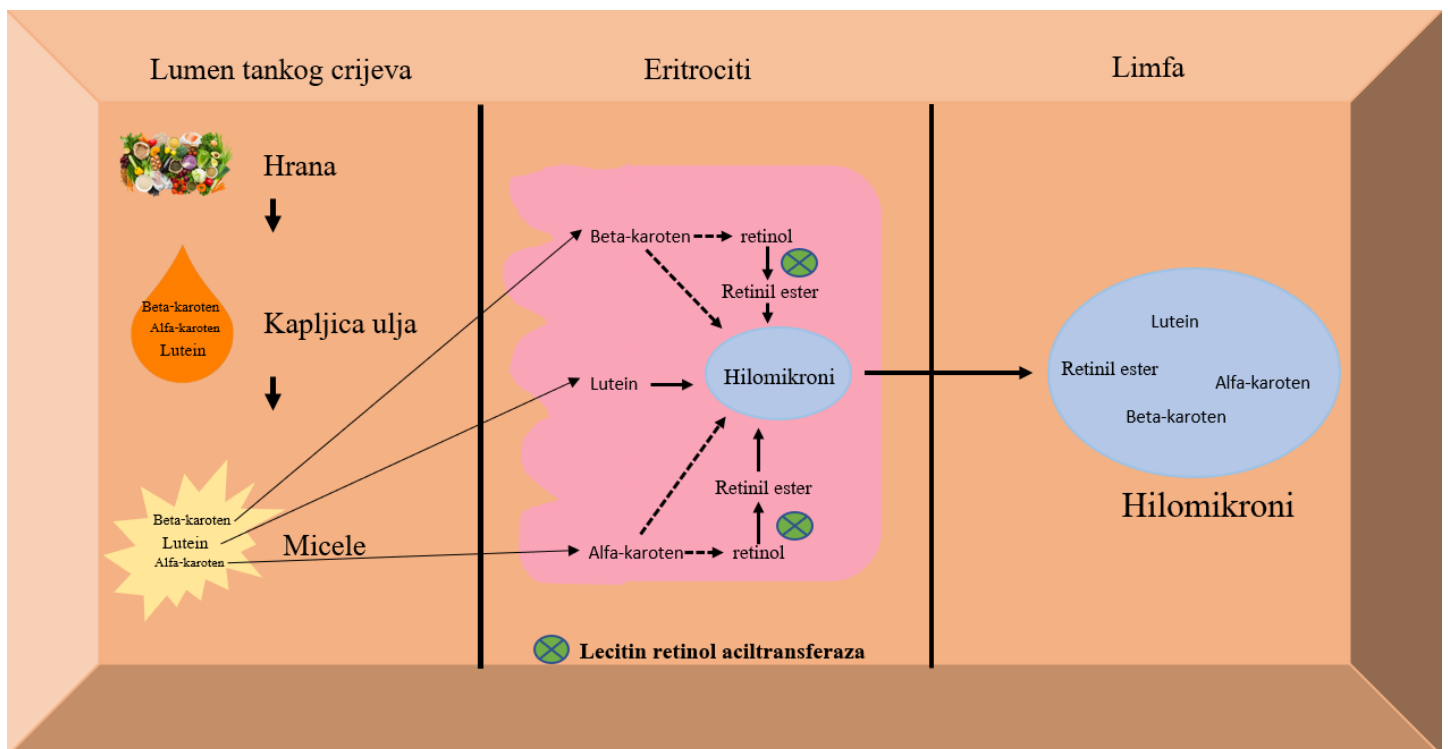 Lumen tankog crijeva
Eritrociti
Limfa
Hrana
Beta-karoten
Alfa-karoten
Lutein
Kapljica ulja
Beta-karoten
Lutein
Alfa-karoten
Micele
Beta-karoten
retinol
Retinil ester
Lutein
Hilomikroni
Retinil ester
Alfa-karoten
retinol
Lecitin retinol aciltransferaza
Lutein
Retinil ester
Alfa-karoten
Beta-karoten
Hilomikroni